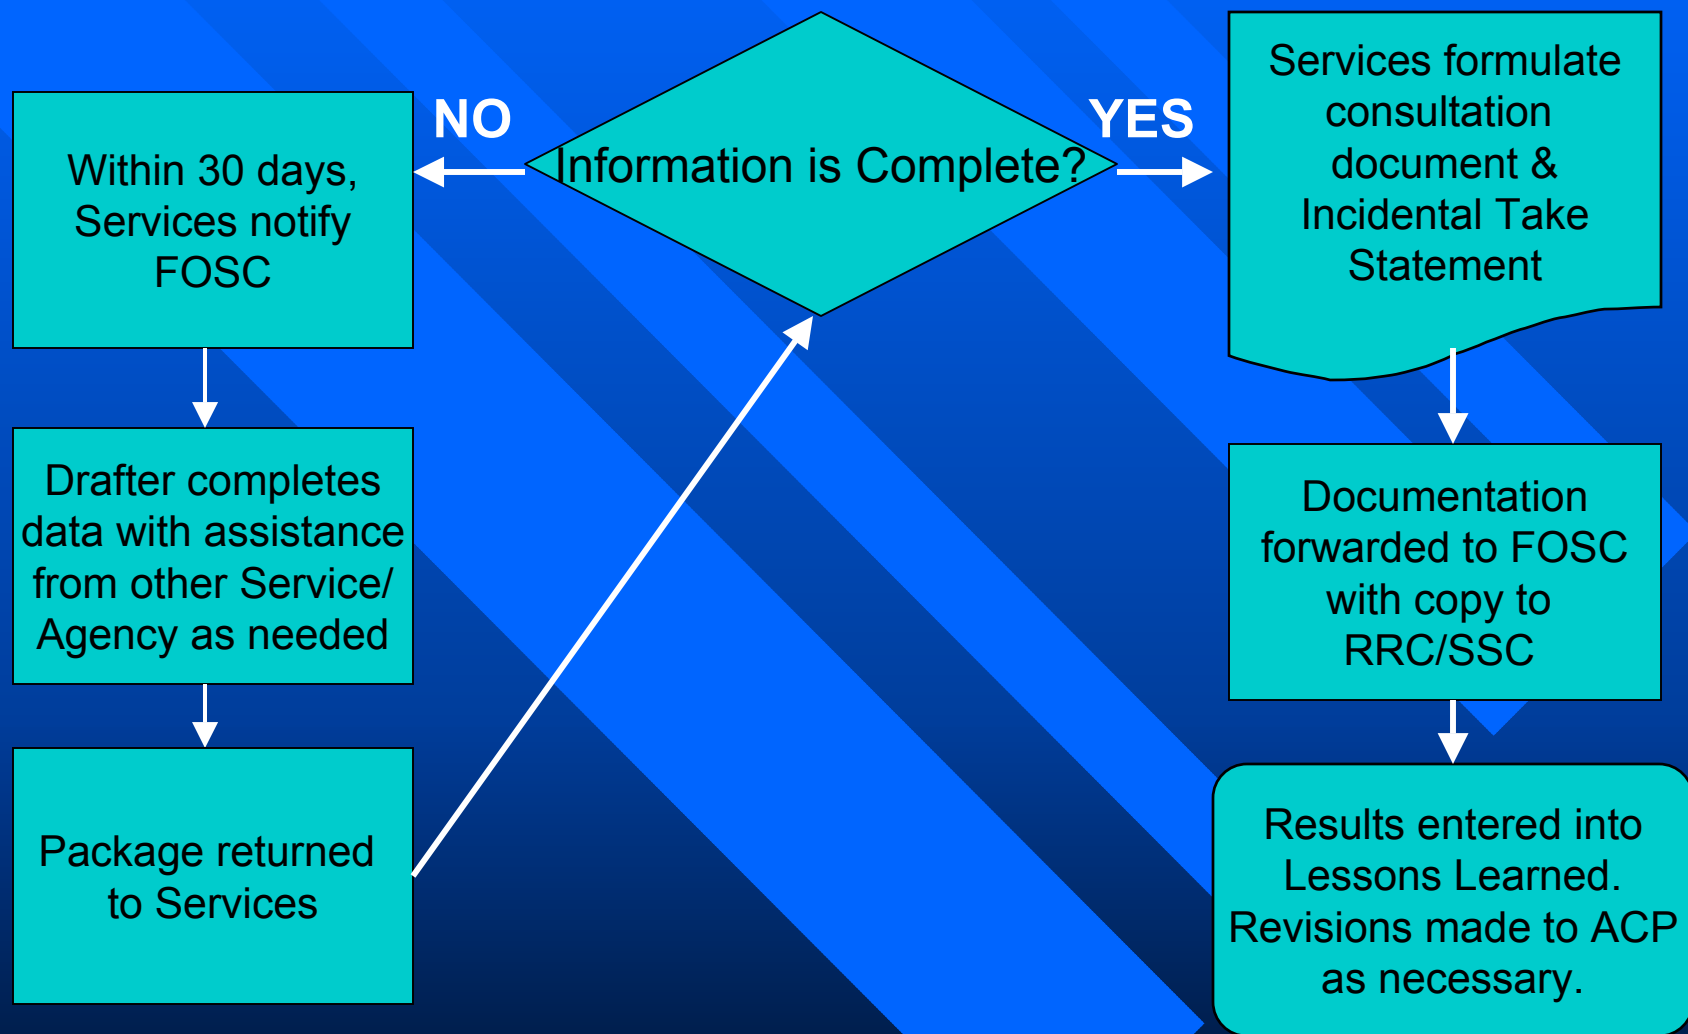 NO
Information is Complete?
YES
Within 30 days,
Services notify
FOSC
Drafter completes
data with assistance
from other Service/
Agency as needed
Package returned
to Services
Services formulate
consultation
document &
Incidental Take
Statement
Documentation
forwarded to FOSC
with copy to
RRC/SSC
Results entered into
Lessons Learned.
Revisions made to ACP
as necessary.